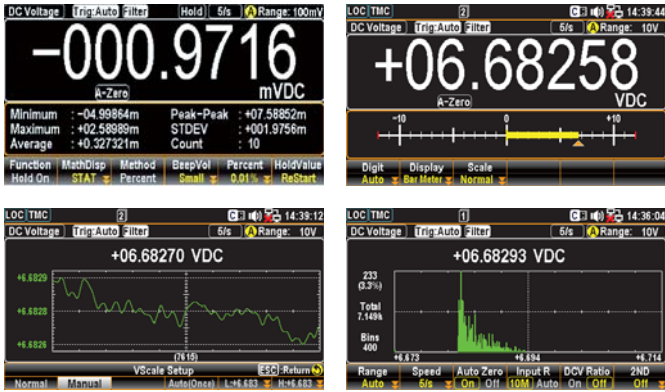 DC Voltage Trig:Auto Filter Hold 5/s A Range: 100mV
-000.9716
A-Zero mVDC
Minimum : -04.99864m Peak-Peak : +07.58852m
Maximum : +02.58989m STDEV : +001.9756m
Average : +0.327321m Count : 10
Function MathDisp Method BeepVol Percent HoldValue
Hold On STAT Percent Small 0.01% ReStart
LOC TMC 2 C 14:39:44
DC Voltage Trig:Auto Filter 5/s A Range: 10V
+06.68258
A-Zero VDC
-10 0 +10
Digit Display Scale
Auto Bar Meter Normal
LOC TMC 2 C 14:39:12
DC Voltage Trig:Auto Filter 5/s A Range: 10V
+06.68270 VDC
+6.6829
+6.6828
+6.6826
(7615)
VScale Setup ESC :Return
Normal Manual Auto(Once) L:+6.683 H:+6.683
LOC TMC 1 C 14:36:04
DC Voltage Trig:Auto Filter 5/s A Range: 10V
+06.68293 VDC
233
(3.3%)
Total
7.149k
Bins
400
+6.673 +6.694 +6.714
Range Speed Auto Zero Input R DCV Ratio 2ND
Auto 5/s On Off 10M Auto On Off Off